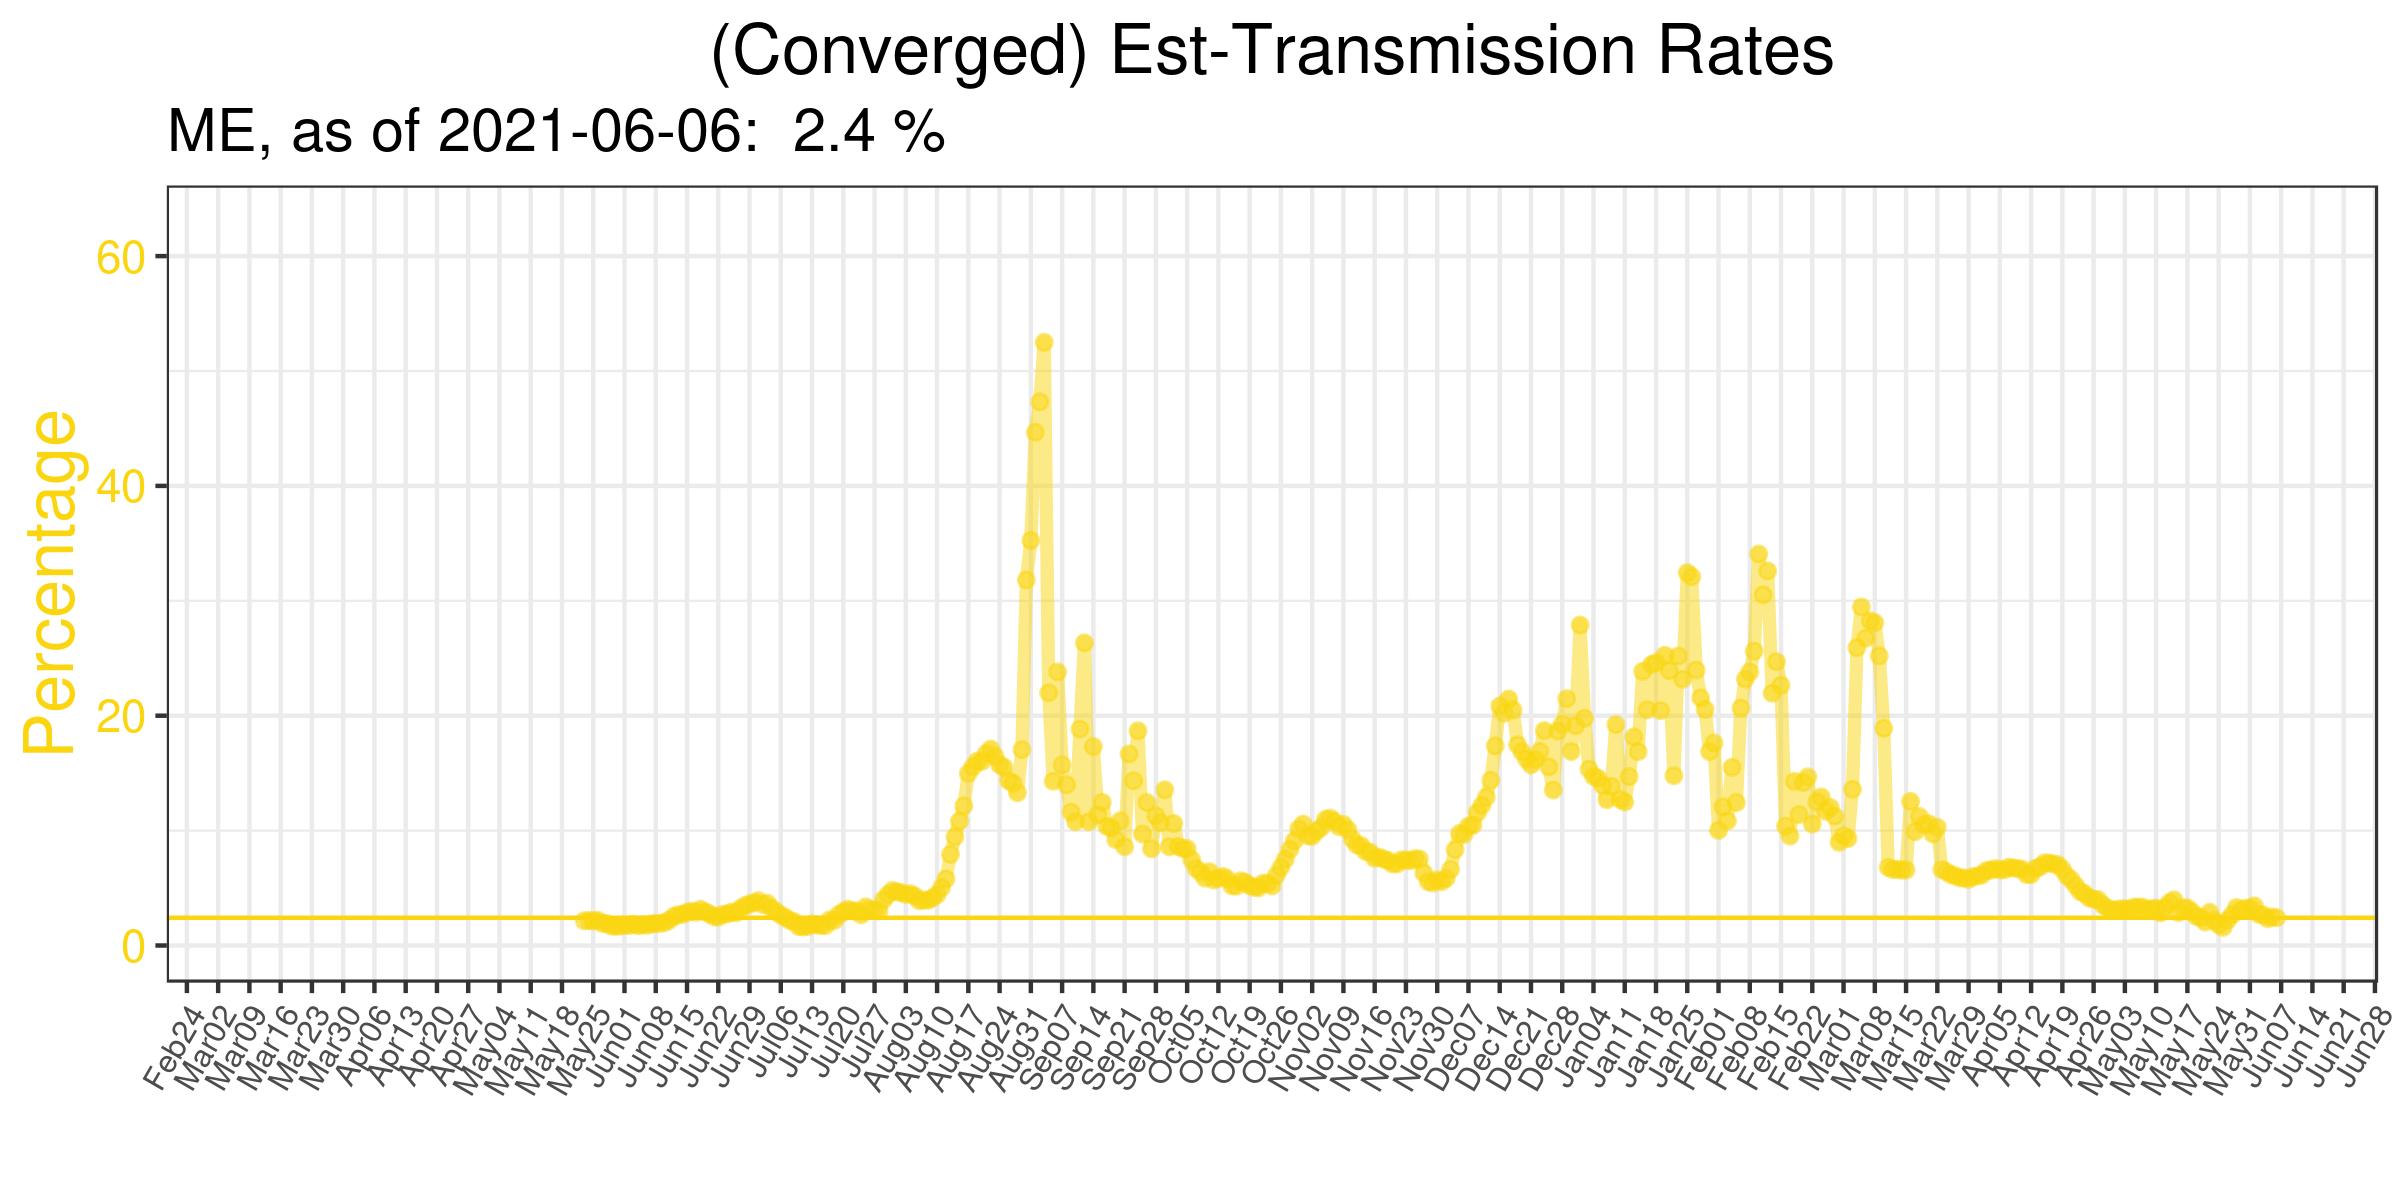 (Converged) Est-Transmission Rates
ME, as of 2021-06-06:  2.4 %
Percentage
60
40
20
0
Feb24
Mar02
Mar09
Mar16
Mar23
Mar30
Apr06
Apr13
Apr20
Apr27
May04
May11
May18
May25
Jun01
Jun08
Jun15
Jun22
Jun29
Jul06
Jul13
Jul20
Jul27
Aug03
Aug10
Aug17
Aug24
Aug31
Sep07
Sep14
Sep21
Sep28
Oct05
Oct12
Oct19
Oct26
Nov02
Nov09
Nov16
Nov23
Nov30
Dec07
Dec14
Dec21
Dec28
Jan04
Jan11
Jan18
Jan25
Feb01
Feb08
Feb15
Feb22
Mar01
Mar08
Mar15
Mar22
Mar29
Apr05
Apr12
Apr19
Apr26
May03
May10
May17
May24
May31
Jun07
Jun14
Jun21
Jun28